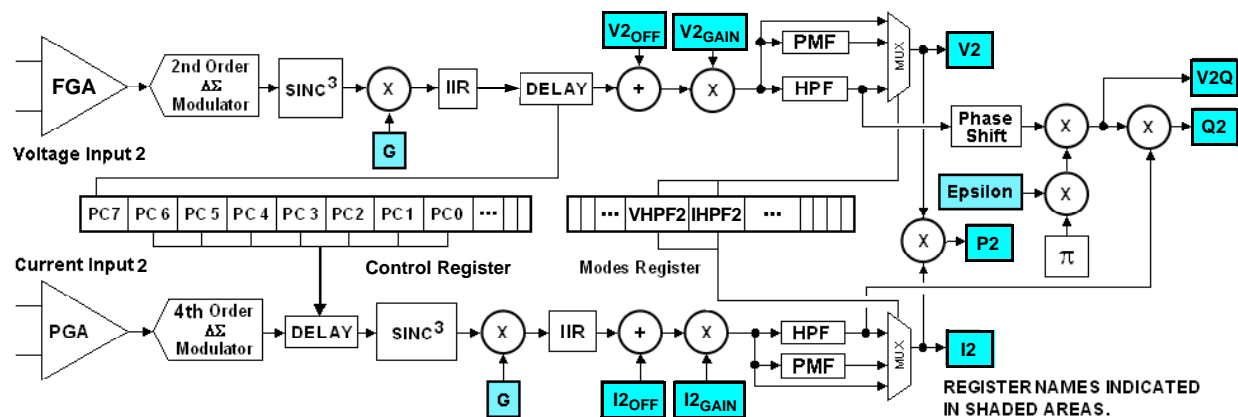 V2OFF
V2GAIN
PMF
MUX
V2
FGA
2nd Order
ΔΣ
Modulator
SINC3
X
IIR
DELAY
+
X
HPF
V2Q
Voltage Input 2
G
Phase
Shift
X
X
Q2
PC7
PC 6
PC 5
PC 4
PC 3
PC2
PC1
PC0
...
...
VHPF2
IHPF2
...
Epsilon
X
Current Input 2
Control Register
Modes Register
X
P2
π
PGA
4th Order
ΔΣ
Modulator
DELAY
SINC3
X
IIR
+
X
HPF
PMF
MUX
I2
G
I2OFF
I2GAIN
REGISTER NAMES INDICATED
IN SHADED AREAS.